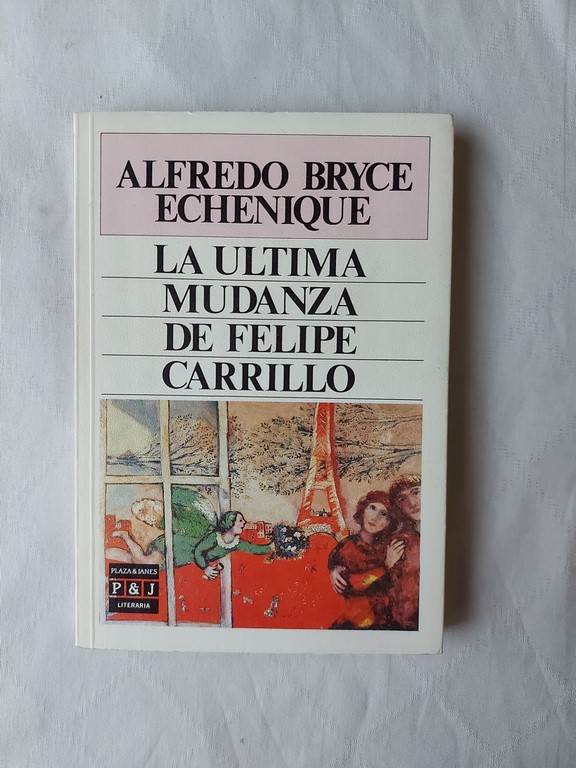 ALFREDO BRYCE
ECHENIQUE
LA ULTIMA
MUDANZA
DE FELIPE
CARRILLO
PLAZA & JANES
P & J
LITERARIA